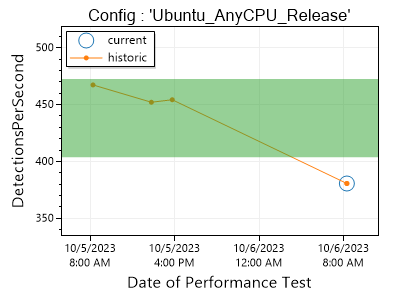 Config : 'Ubuntu_AnyCPU_Release'
current
historic
DetectionsPerSecond
500
450
400
350
10/5/2023 8:00 AM
10/5/2023 4:00 PM
10/6/2023 12:00 AM
10/6/2023 8:00 AM
Date of Performance Test